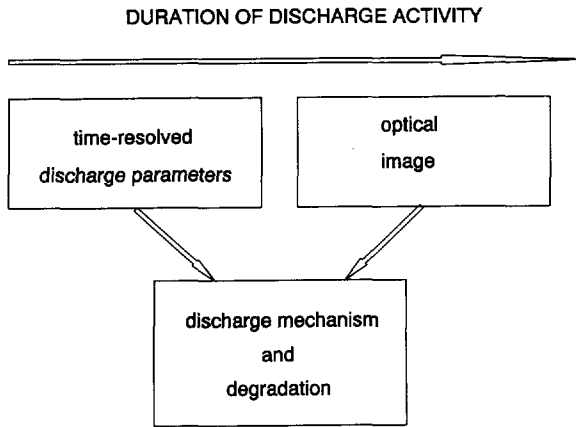 DURATION OF DISCHARGE ACTIVITY
time-resolved
discharge parameters
optical
image
discharge mechanism
and
degradation